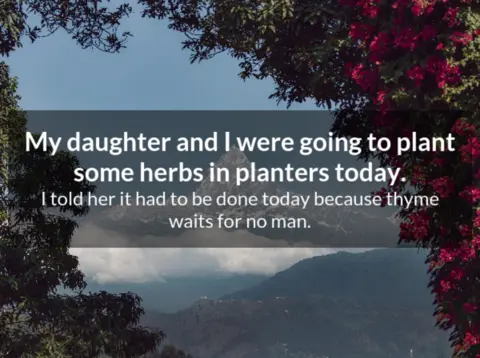 My daughter and I were going to plant
some herbs in planters today.
I told her it had to be done today because thyme
waits for no man.